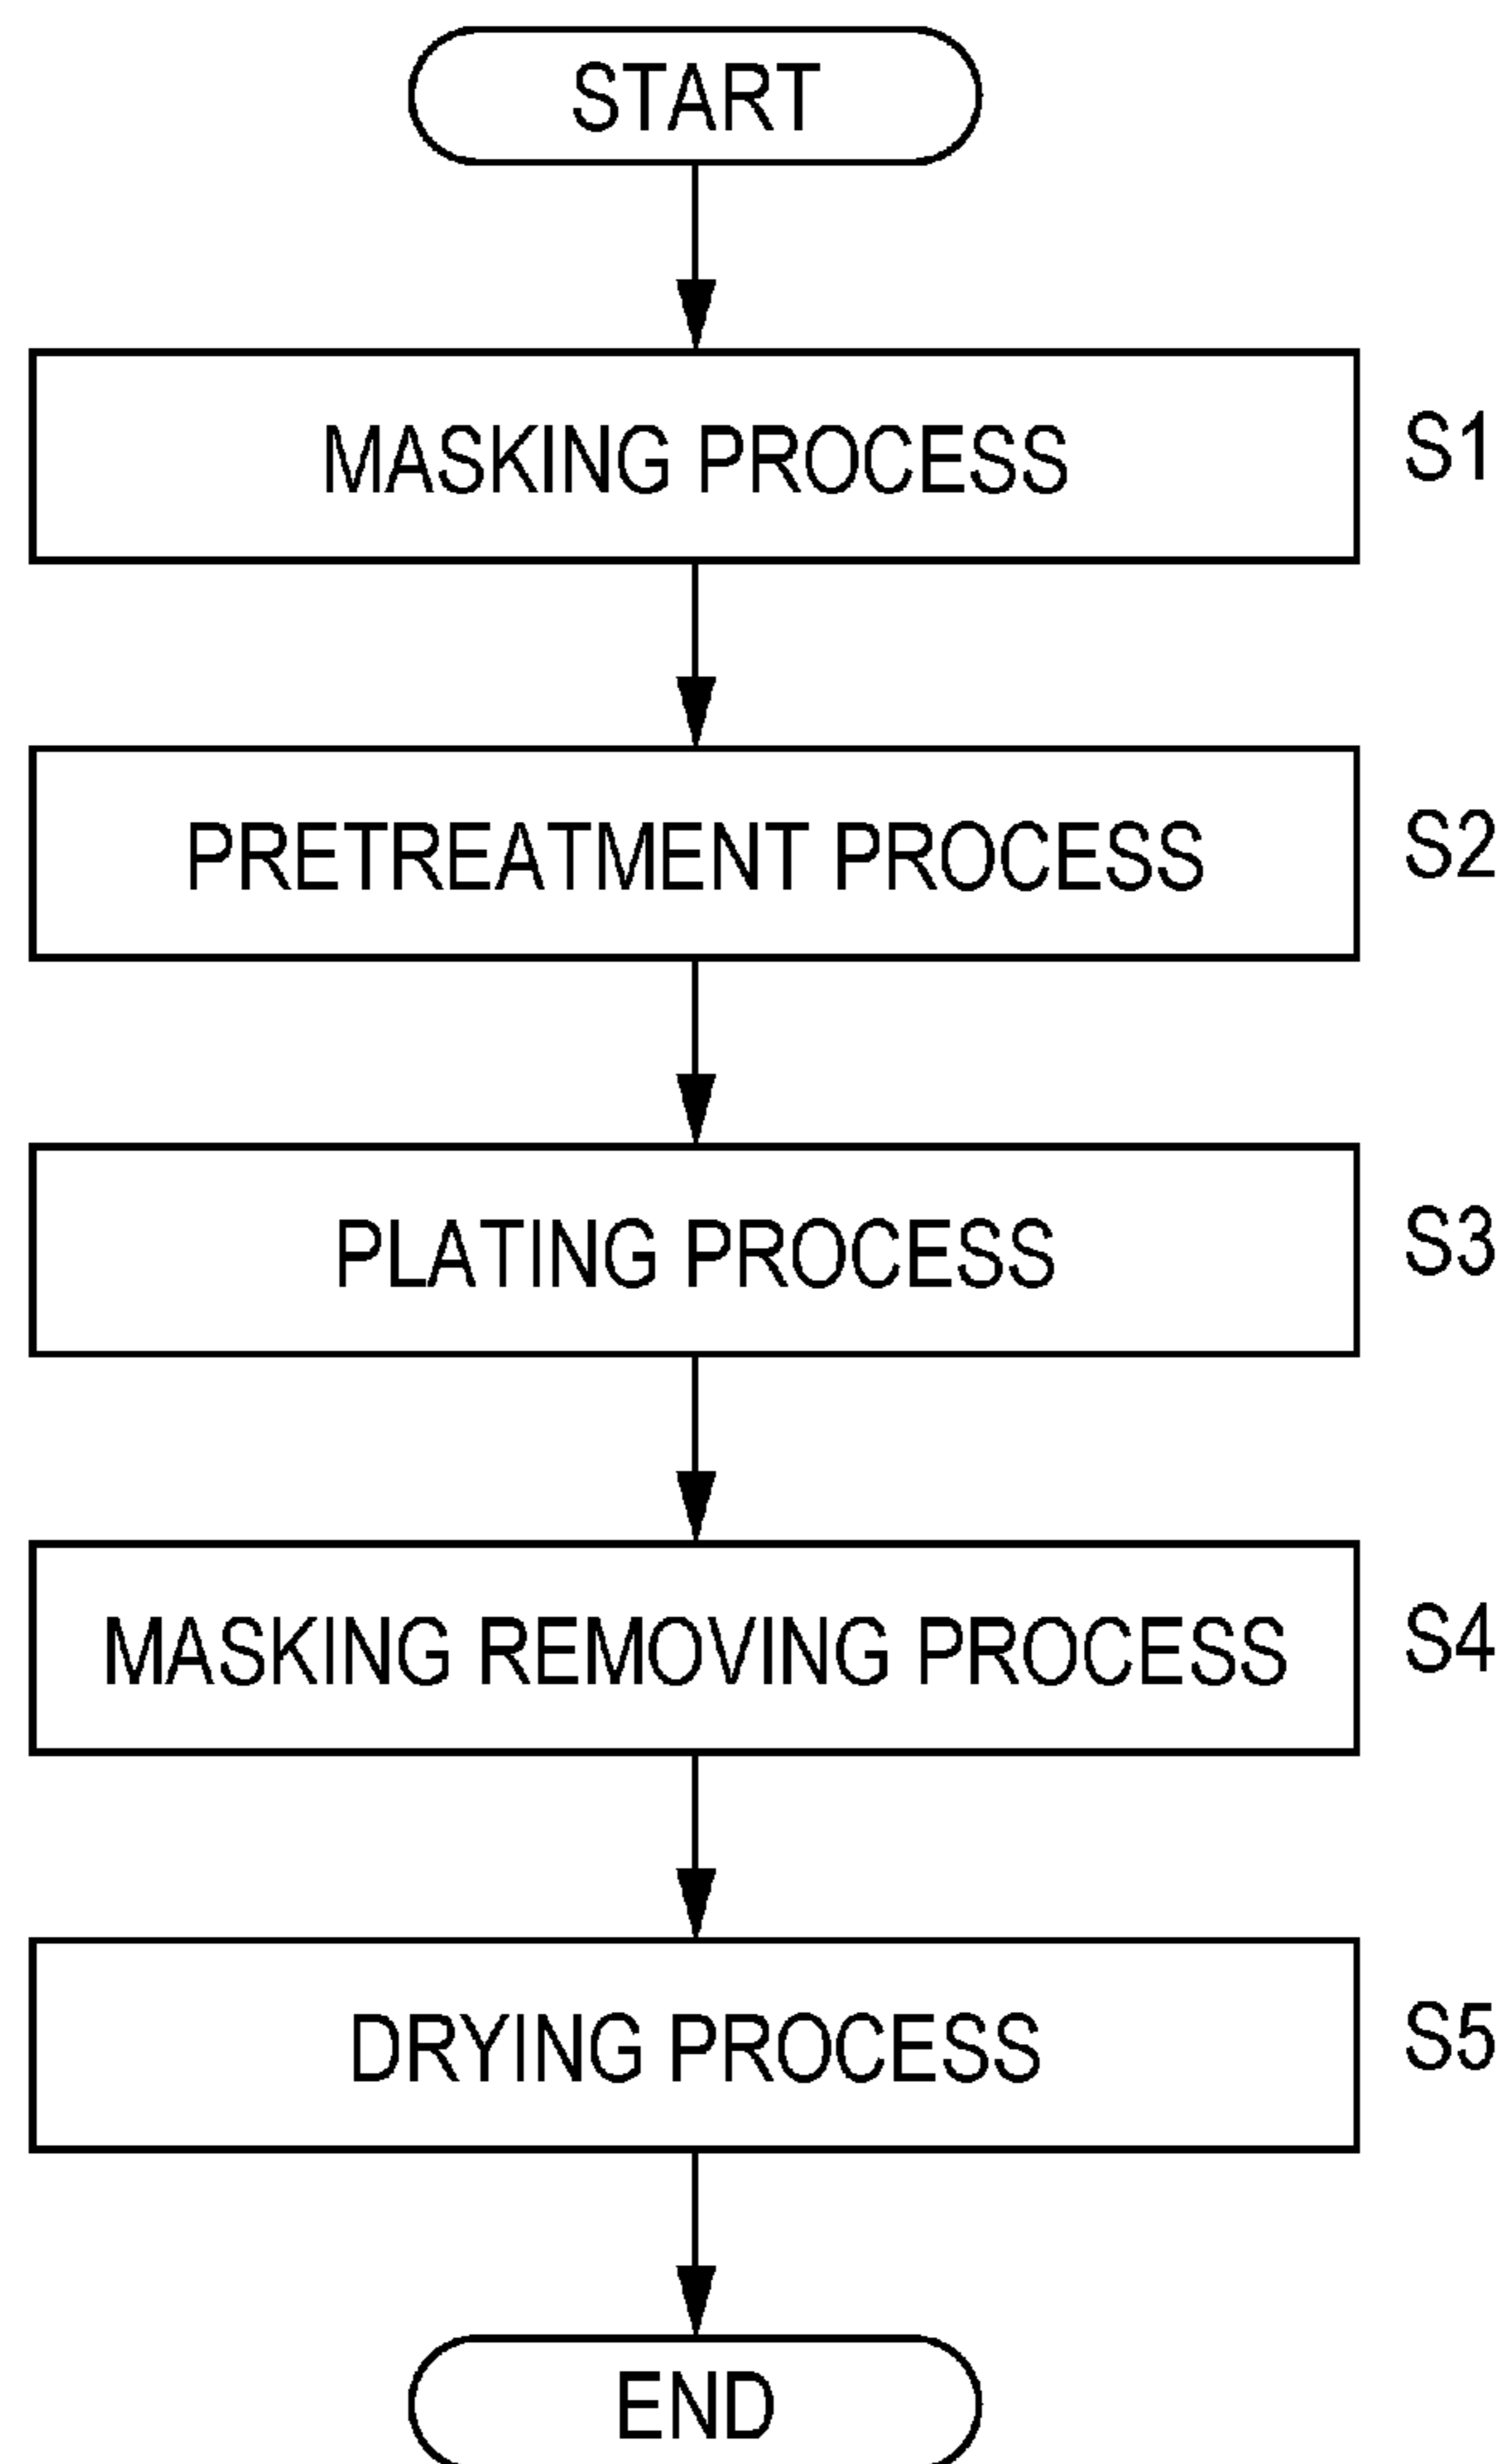 START
MASKING PROCESS S1
PRETREATMENT PROCESS S2
PLATING PROCESS S3
MASKING REMOVING PROCESS S4
DRYING PROCESS S5
END